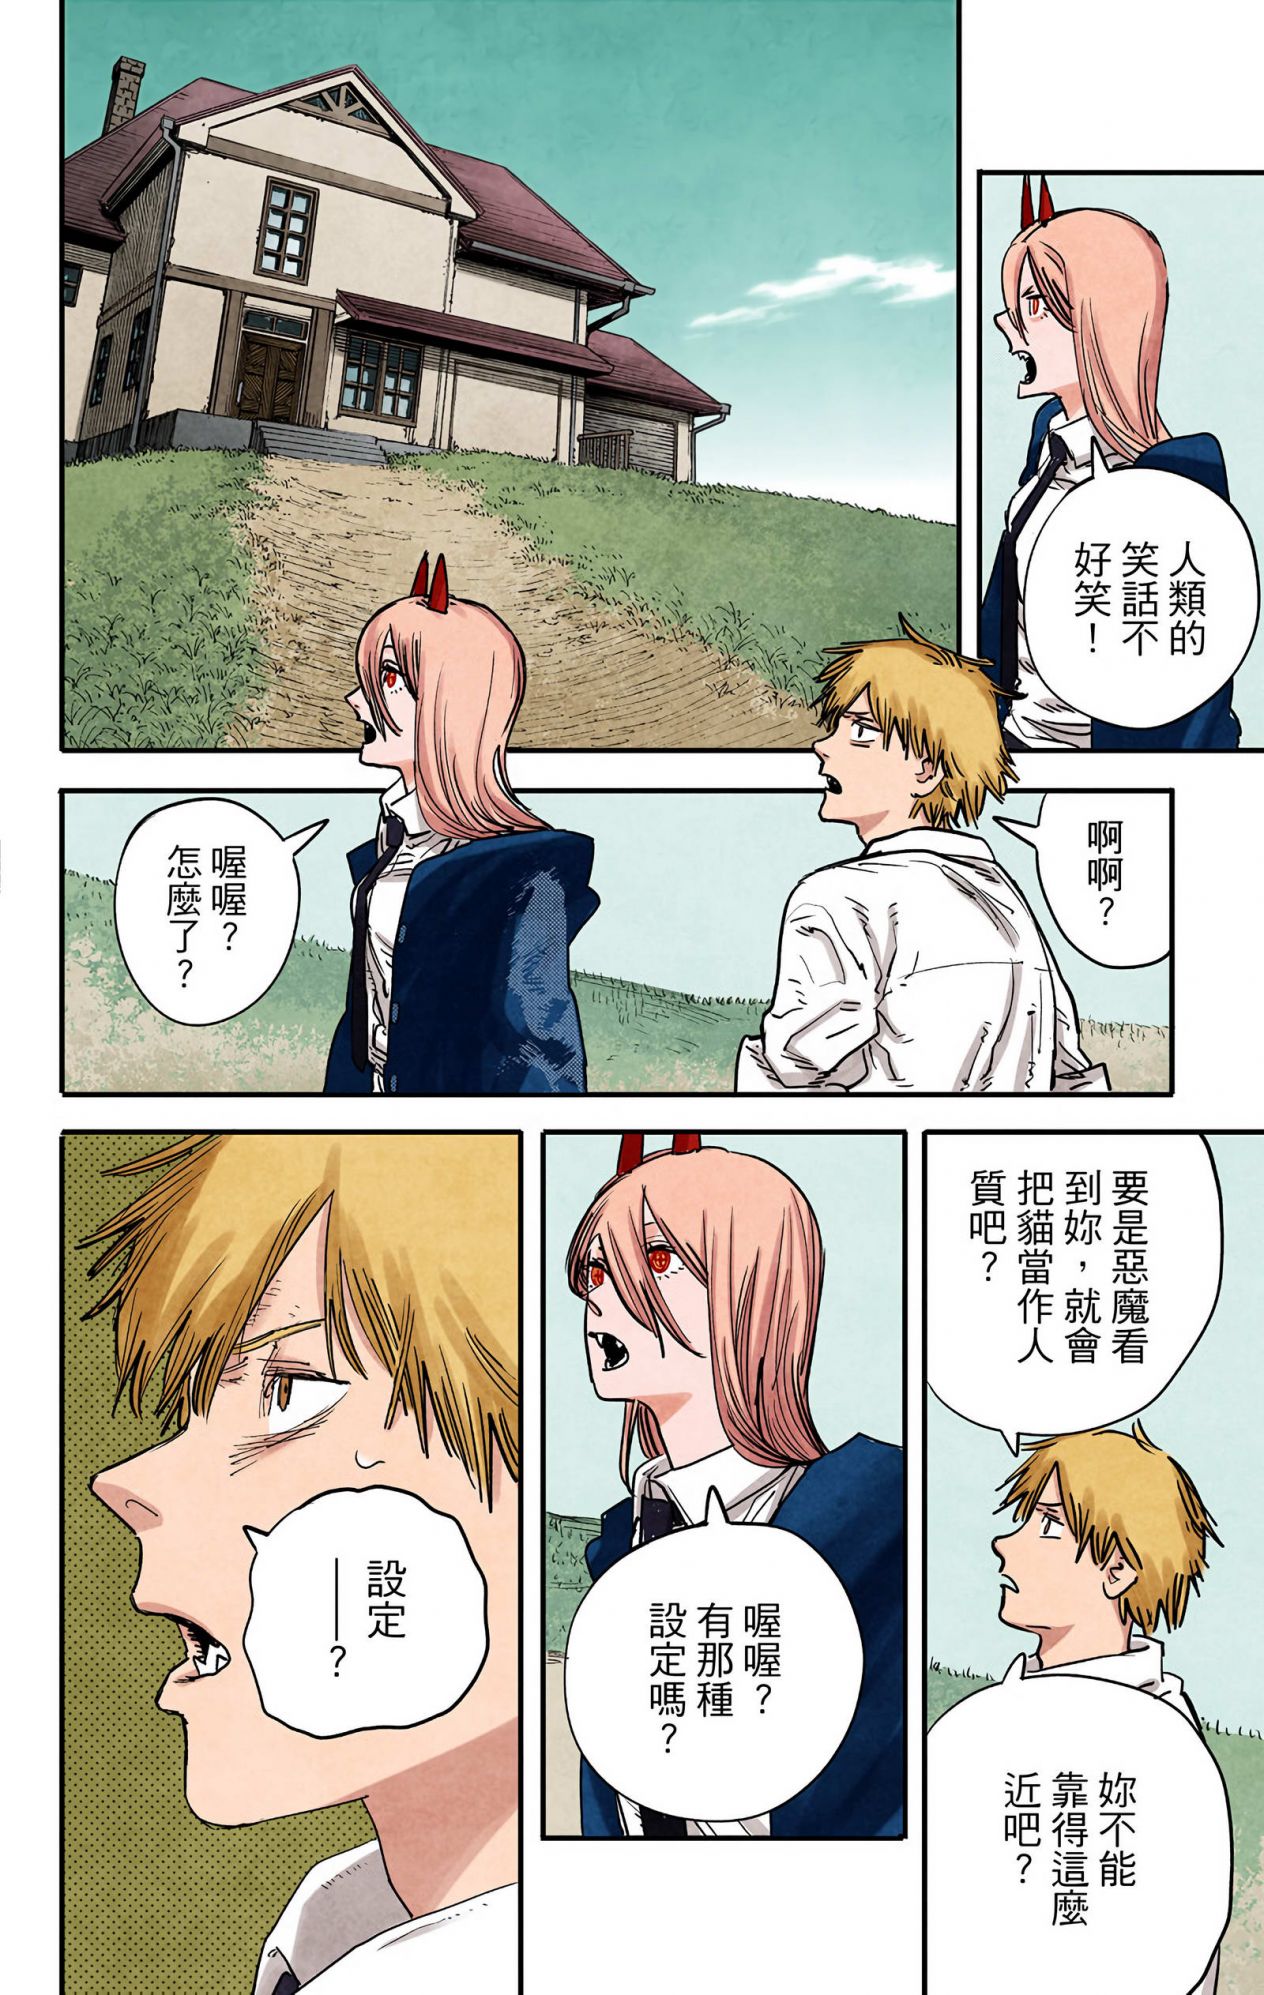 人類的
笑話不
好笑！
啊啊？
喔喔？
怎麼了？
要是惡魔看
到妳，就會
把貓當作人
質吧？
妳不能
靠得這麼
近吧？
喔喔？
有那種
設定嗎？
設定
——？